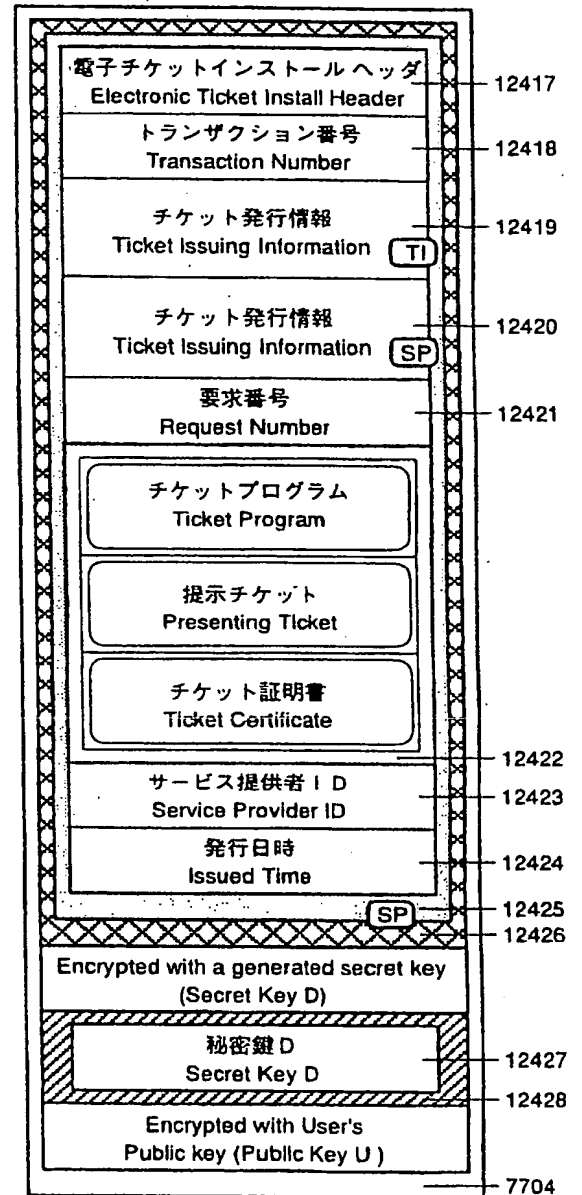 電子チケットインストール ヘッダ
Electronic Ticket Install Header
12417
トランザクション番号
Transaction Number
12418
チケット発行情報
Ticket Issuing Information
TI
12419
チケット発行情報
Ticket Issuing Information
SP
12420
要求番号
Request Number
12421
チケットプログラム
Ticket Program
提示チケット
Presenting Ticket
チケット証明書
Ticket Certificate
12422
サービス提供者ID
Service Provider ID
12423
発行日時
Issued Time
12424
SP
12425
12426
Encrypted with a generated secret key
(Secret Key D)
秘密鍵D
Secret Key D
12427
12428
Encrypted with User's
Public key (Public Key U )
7704